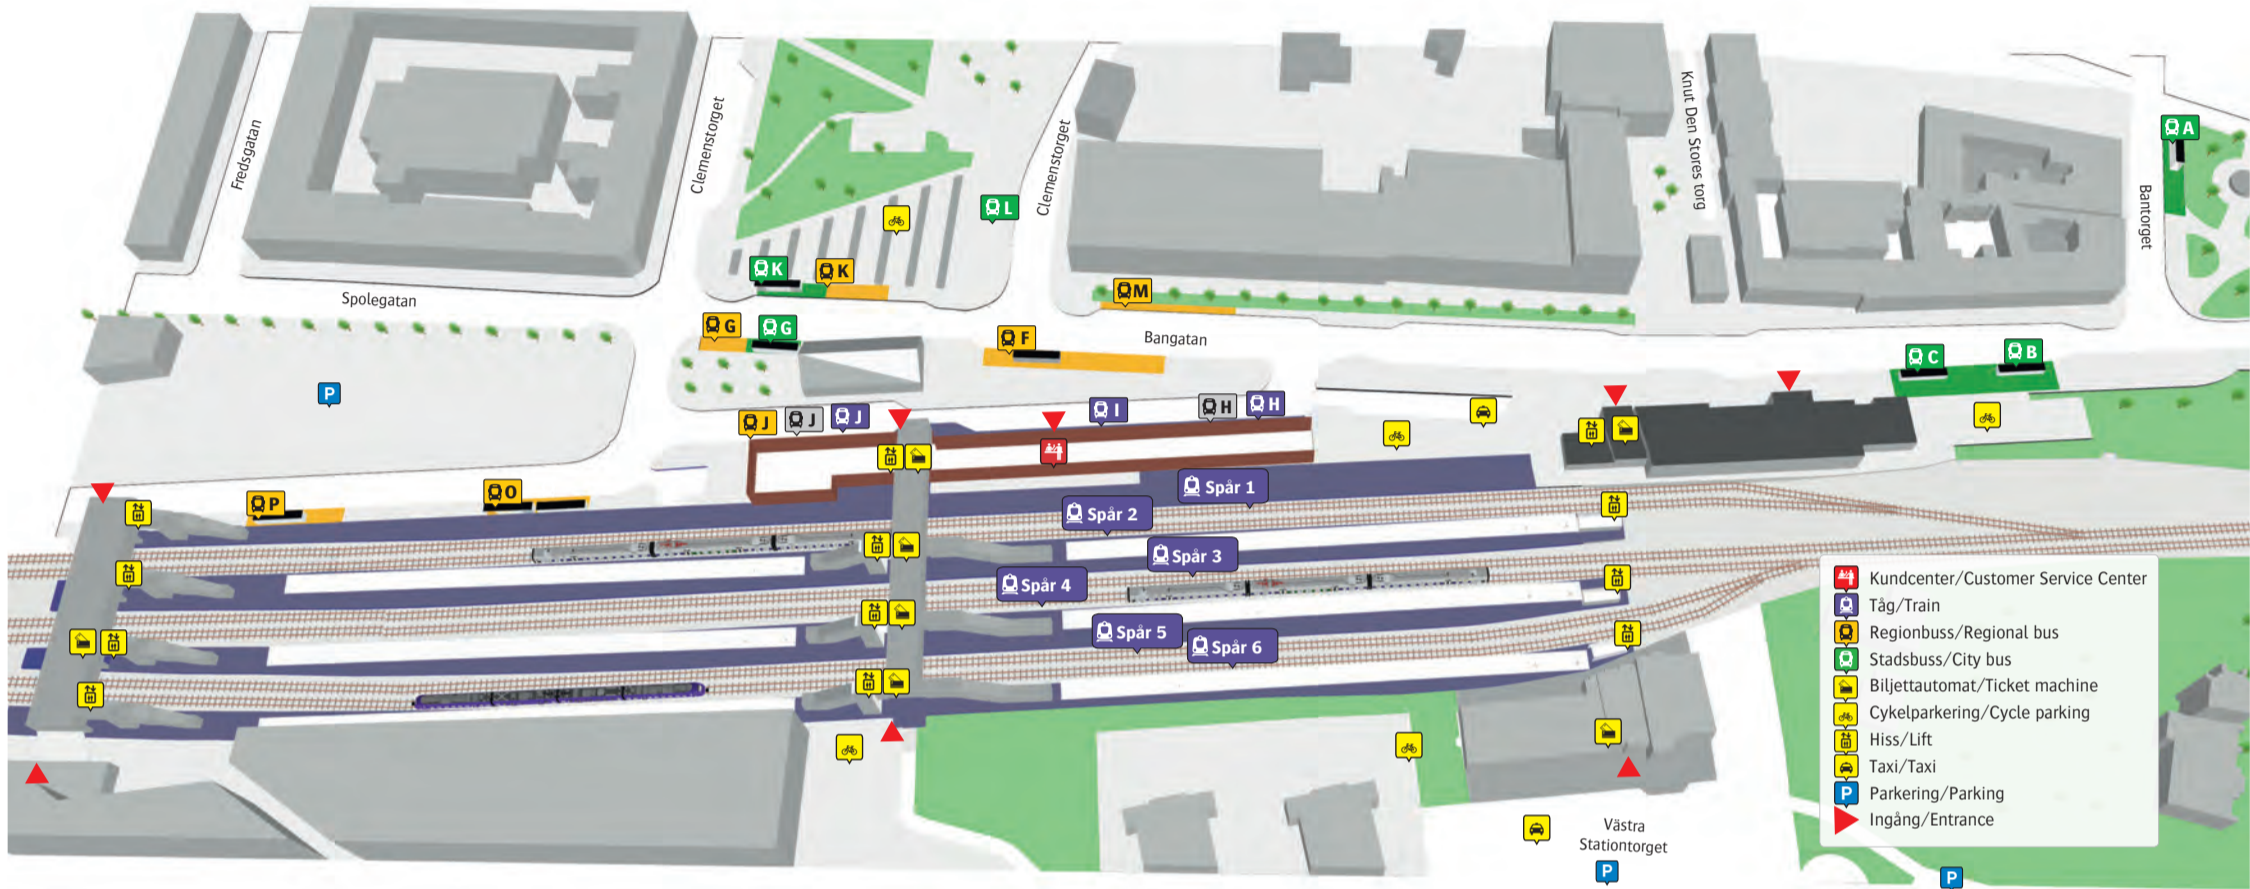 Fredsgatan
Clemenstorget
Clemenstorget
Knut Den Stores torg
Bantorget
A
L
K
K
Spolegatan
M
G
G
F
Bangatan
C
B
P
J
J
J
I
H
H
Spår 1
P
O
Spår 2
Spår 3
Spår 4
Spår 5
Spår 6
Kundcenter/Customer Service Center
Tåg/Train
Regionbuss/Regional bus
Stadsbuss/City bus
Biljettautomat/Ticket machine
Cykelparkering/Cycle parking
Hiss/Lift
Taxi/Taxi
P Parkering/Parking
Ingång/Entrance
Västra
Stationtorget
P
P